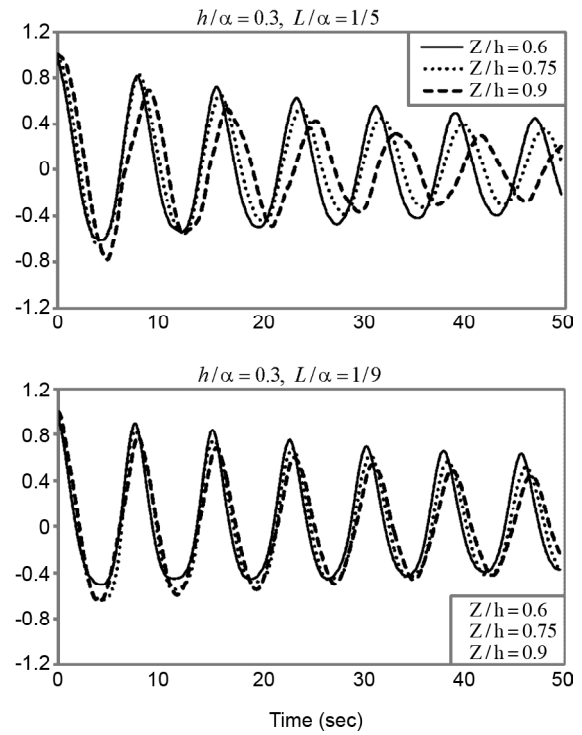 h/α = 0.3, L/α = 1/5
1.2
0.8
0.4
0
-0.4
-0.8
-1.2
Z/h = 0.6
Z/h = 0.75
Z/h = 0.9
0 10 20 30 40 50
h/α = 0.3, L/α = 1/9
1.2
0.8
0.4
0
-0.4
-0.8
-1.2
Z/h = 0.6
Z/h = 0.75
Z/h = 0.9
0 10 20 30 40 50
Time (sec)